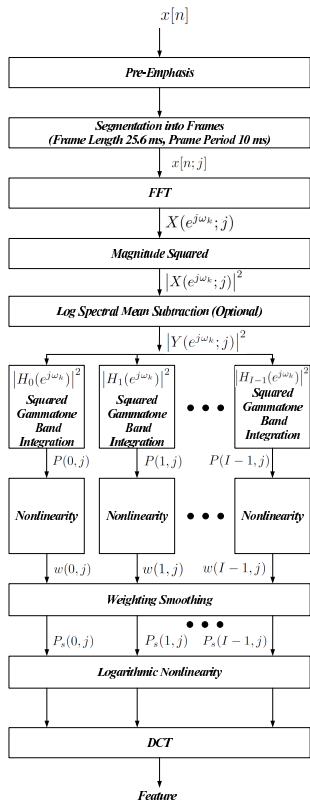 x[n]
Pre-Emphasis
Segmentation into Frames
(Frame Length 25.6 ms, Prame Period 10 ms)
x[n; j]
FFT
X(e^{jω_k}; j)
Magnitude Squared
|X(e^{jω_k}; j)|^2
Log Spectral Mean Subtraction (Optional)
|Y(e^{jω_k}; j)|^2
|H_0(e^{jω_k})|^2
Squared
Gammatone
Band
Integration
|H_1(e^{jω_k})|^2
Squared
Gammatone
Band
Integration
|H_{I-1}(e^{jω_k})|^2
Squared
Gammatone
Band
Integration
P(0, j) P(1, j) P(I − 1, j)
Nonlinearity Nonlinearity Nonlinearity
w(0, j) w(1, j) w(I − 1, j)
Weighting Smoothing
P_s(0, j) P_s(1, j) P_s(I − 1, j)
Logarithmic Nonlinearity
DCT
Feature